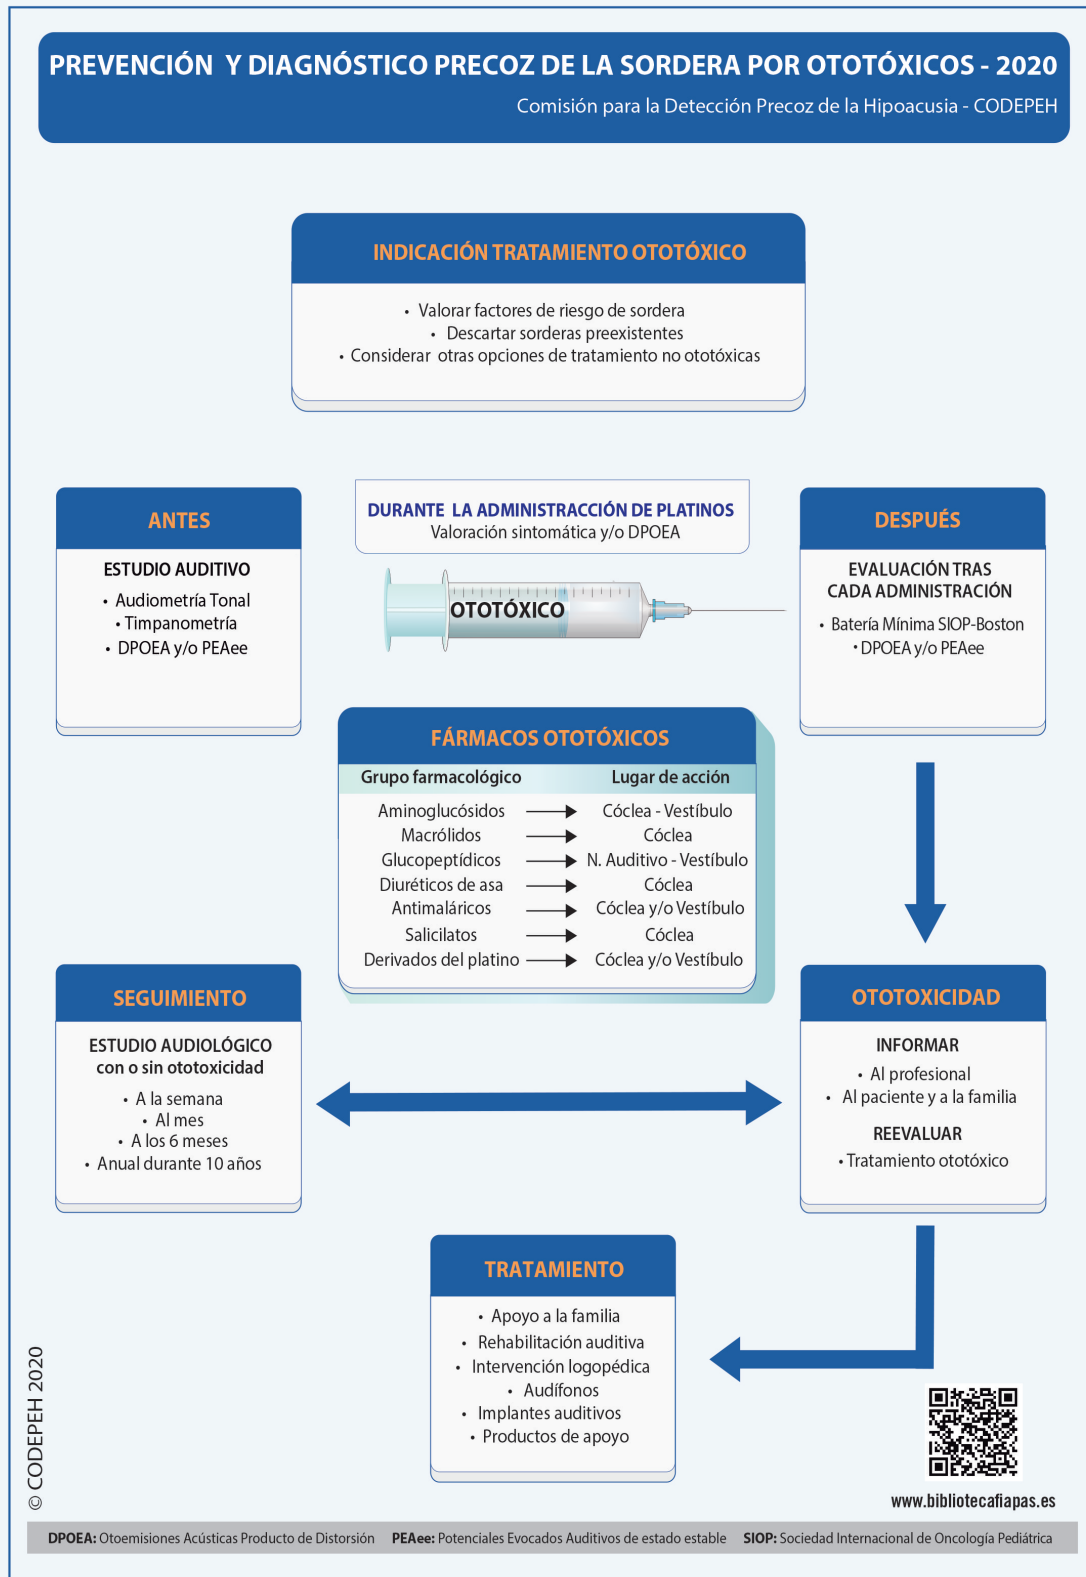 PREVENCIÓN Y DIAGNÓSTICO PRECOZ DE LA SORDERA POR OTOTÓXICOS - 2020
Comisión para la Detección Precoz de la Hipoacusia - CODEPEH
INDICACIÓN TRATAMIENTO OTOTÓXICO
• Valorar factores de riesgo de sordera
• Descartar sorderas preexistentes
• Considerar otras opciones de tratamiento no ototóxicas
ANTES
ESTUDIO AUDITIVO
• Audiometría Tonal
• Timpanometría
• DPOEA y/o PEAee
DURANTE LA ADMINISTRACCIÓN DE PLATINOS
Valoración sintomática y/o DPOEA
OTOTÓXICO
DESPUÉS
EVALUACIÓN TRAS
CADA ADMINISTRACIÓN
• Batería Mínima SIOP-Boston
• DPOEA y/o PEAee
FÁRMACOS OTOTÓXICOS
Grupo farmacológico Lugar de acción
Aminoglucósidos Cóclea - Vestíbulo
Macrólidos Cóclea
Glucopeptídicos N. Auditivo - Vestíbulo
Diuréticos de asa Cóclea
Antimaláricos Cóclea y/o Vestíbulo
Salicilatos Cóclea
Derivados del platino Cóclea y/o Vestíbulo
SEGUIMIENTO
ESTUDIO AUDIOLÓGICO
con o sin ototoxicidad
• A la semana
• Al mes
• A los 6 meses
• Anual durante 10 años
OTOTOXICIDAD
INFORMAR
• Al profesional
• Al paciente y a la familia
REEVALUAR
• Tratamiento ototóxico
TRATAMIENTO
• Apoyo a la familia
• Rehabilitación auditiva
• Intervención logopédica
• Audífonos
• Implantes auditivos
• Productos de apoyo
© CODEPEH 2020
www.bibliotecafiapas.es
DPOEA: Otoemisiones Acústicas Producto de Distorsión PEAee: Potenciales Evocados Auditivos de estado estable SIOP: Sociedad Internacional de Oncología Pediátrica